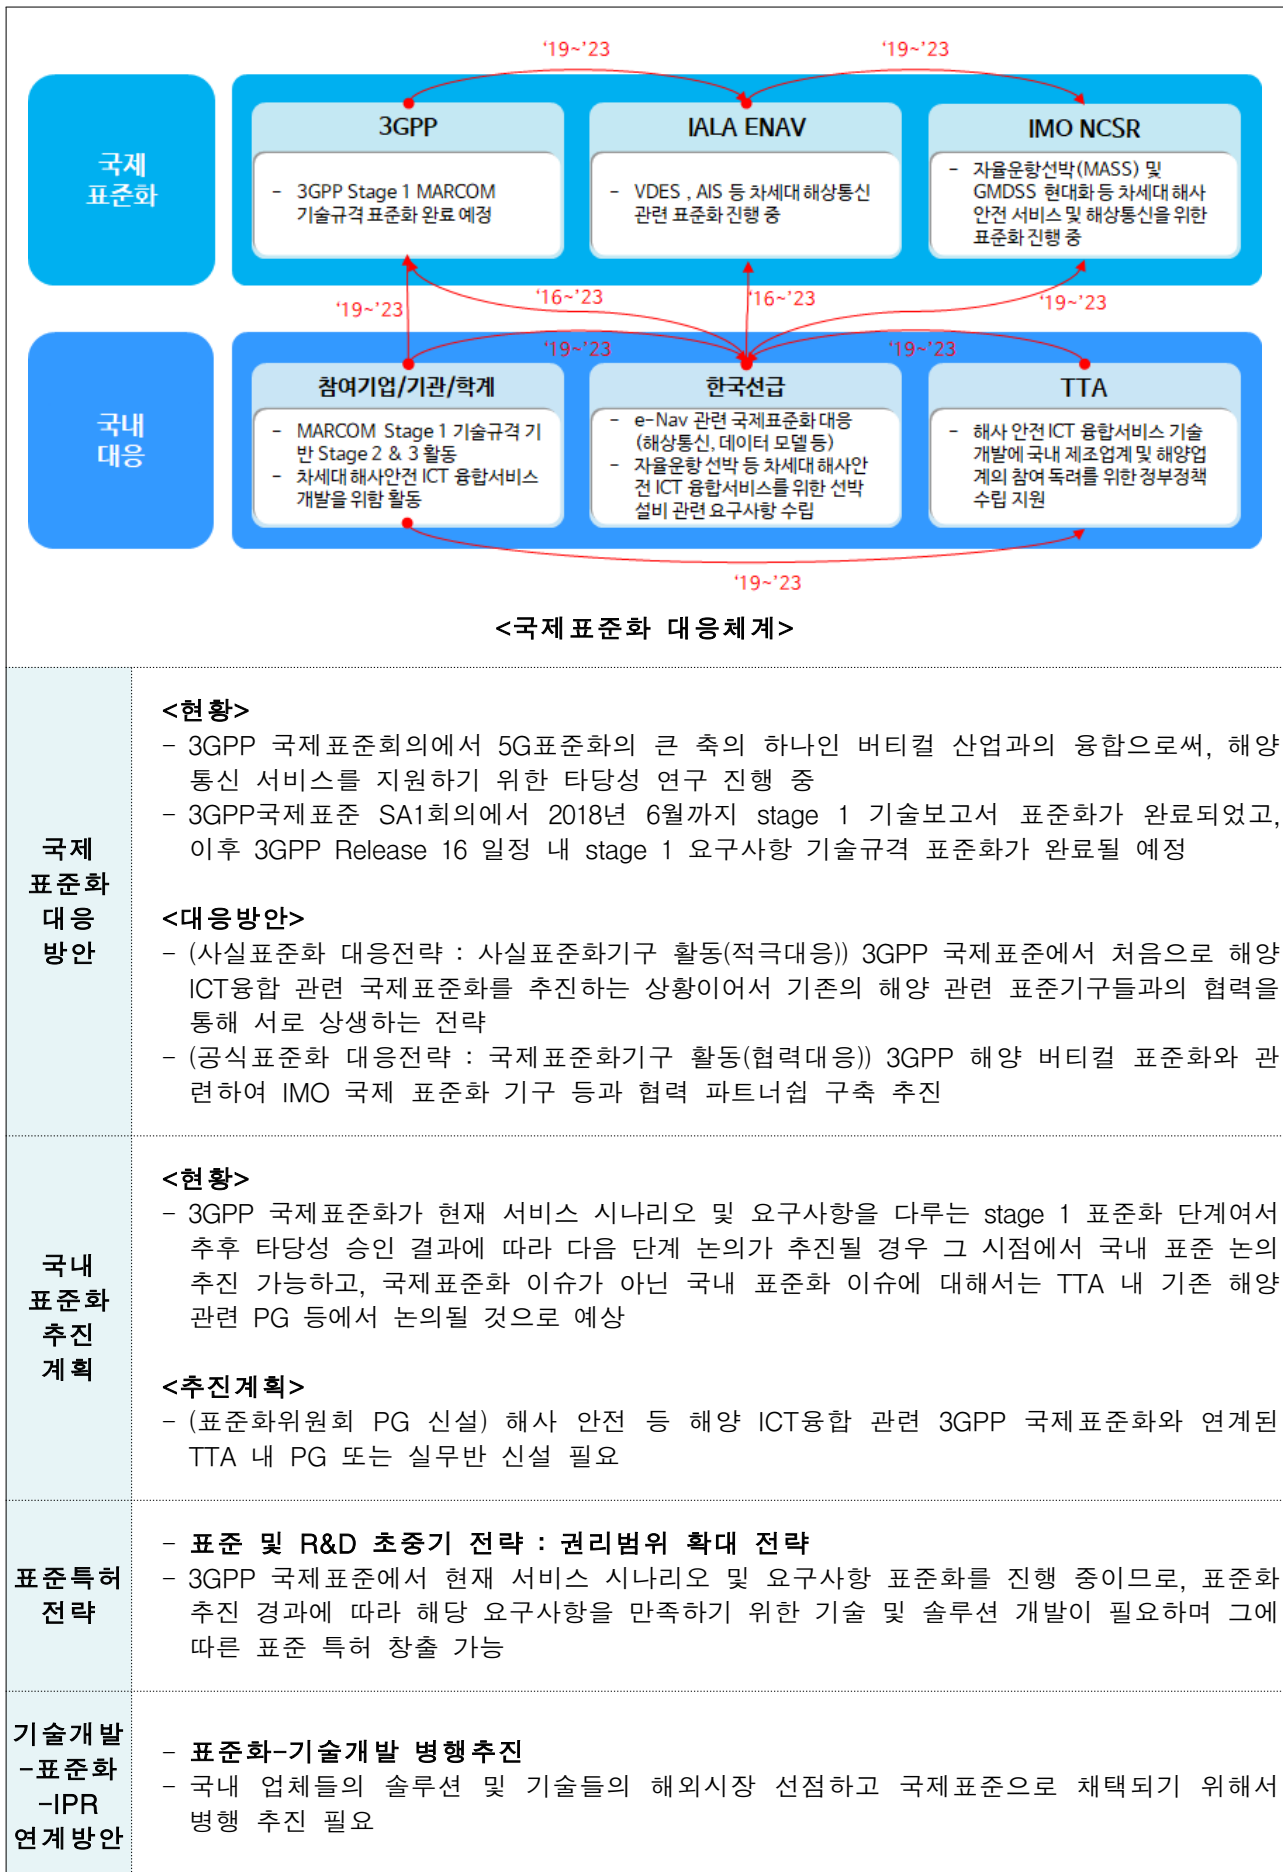 ‘19~’23
‘19~’23
국제
표준화
3GPP
- 3GPP Stage 1 MARCOM
기술규격 표준화 완료 예정
IALA ENAV
- VDES , AIS 등 차세대 해상통신
관련 표준화 진행 중
IMO NCSR
- 자율운항선박(MASS) 및
GMDSS 현대화 등 차세대 해사
안전 서비스 및 해상통신을 위한
표준화 진행 중
‘19~’23
‘16~’23
‘16~’23
‘19~’23
‘19~’23
‘19~’23
국내
대응
참여기업/기관/학계
- MARCOM Stage 1 기술규격 기
반 Stage 2 & 3 활동
- 차세대 해사안전 ICT 융합서비스
개발을 위함 활동
한국선급
- e-Nav 관련 국제표준화 대응
(해상통신, 데이터 모델 등)
- 자율운항 선박 등 차세대 해사안
전 ICT 융합서비스를 위한 선박
설비 관련 요구사항 수립
TTA
- 해사 안전 ICT 융합서비스 기술
개발에 국내 제조업계 및 해양업
계의 참여 독려를 위한 정부정책
수립 지원
‘19~’23
<국제표준화 대응체계>
국제
표준화
대응
방안
<현황>
- 3GPP 국제표준회의에서 5G표준화의 큰 축의 하나인 버티컬 산업과의 융합으로써, 해양
통신 서비스를 지원하기 위한 타당성 연구 진행 중
- 3GPP국제표준 SA1회의에서 2018년 6월까지 stage 1 기술보고서 표준화가 완료되었고,
이후 3GPP Release 16 일정 내 stage 1 요구사항 기술규격 표준화가 완료될 예정
<대응방안>
- (사실표준화 대응전략 : 사실표준화기구 활동(적극대응)) 3GPP 국제표준에서 처음으로 해양
ICT융합 관련 국제표준화를 추진하는 상황이어서 기존의 해양 관련 표준기구들과의 협력을
통해 서로 상생하는 전략
- (공식표준화 대응전략 : 국제표준화기구 활동(협력대응)) 3GPP 해양 버티컬 표준화와 관
련하여 IMO 국제 표준화 기구 등과 협력 파트너쉽 구축 추진
국내
표준화
추진
계획
<현황>
- 3GPP 국제표준화가 현재 서비스 시나리오 및 요구사항을 다루는 stage 1 표준화 단계여서
추후 타당성 승인 결과에 따라 다음 단계 논의가 추진될 경우 그 시점에서 국내 표준 논의
추진 가능하고, 국제표준화 이슈가 아닌 국내 표준화 이슈에 대해서는 TTA 내 기존 해양
관련 PG 등에서 논의될 것으로 예상
<추진계획>
- (표준화위원회 PG 신설) 해사 안전 등 해양 ICT융합 관련 3GPP 국제표준화와 연계된
TTA 내 PG 또는 실무반 신설 필요
표준특허
전략
- 표준 및 R&D 초중기 전략 : 권리범위 확대 전략
- 3GPP 국제표준에서 현재 서비스 시나리오 및 요구사항 표준화를 진행 중이므로, 표준화
추진 경과에 따라 해당 요구사항을 만족하기 위한 기술 및 솔루션 개발이 필요하며 그에
따른 표준 특허 창출 가능
기술개발
-표준화
-IPR
연계방안
- 표준화-기술개발 병행추진
- 국내 업체들의 솔루션 및 기술들의 해외시장 선점하고 국제표준으로 채택되기 위해서
병행 추진 필요